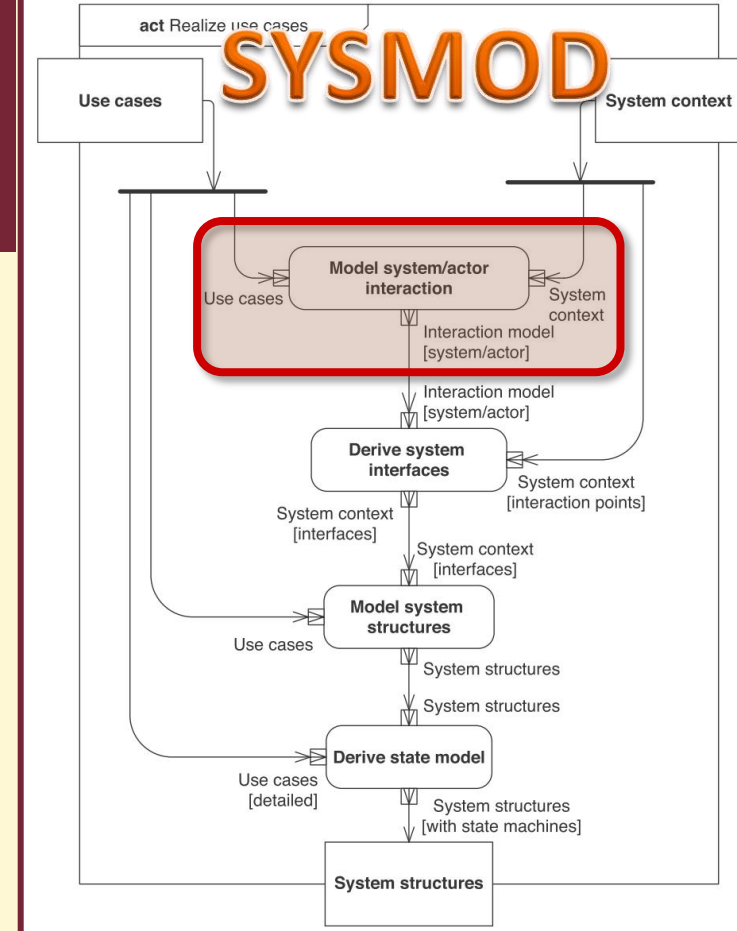 act Realize use cases
SYSMOD
Use cases
System context
Model system/actor
interaction
Use cases
System
context
Interaction model
[system/actor]
Interaction model
[system/actor]
Derive system
interfaces
System context
[interaction points]
System context
[interfaces]
System context
[interfaces]
Model system
structures
Use cases
System structures
System structures
Derive state model
Use cases
[detailed]
System structures
[with state machines]
System structures